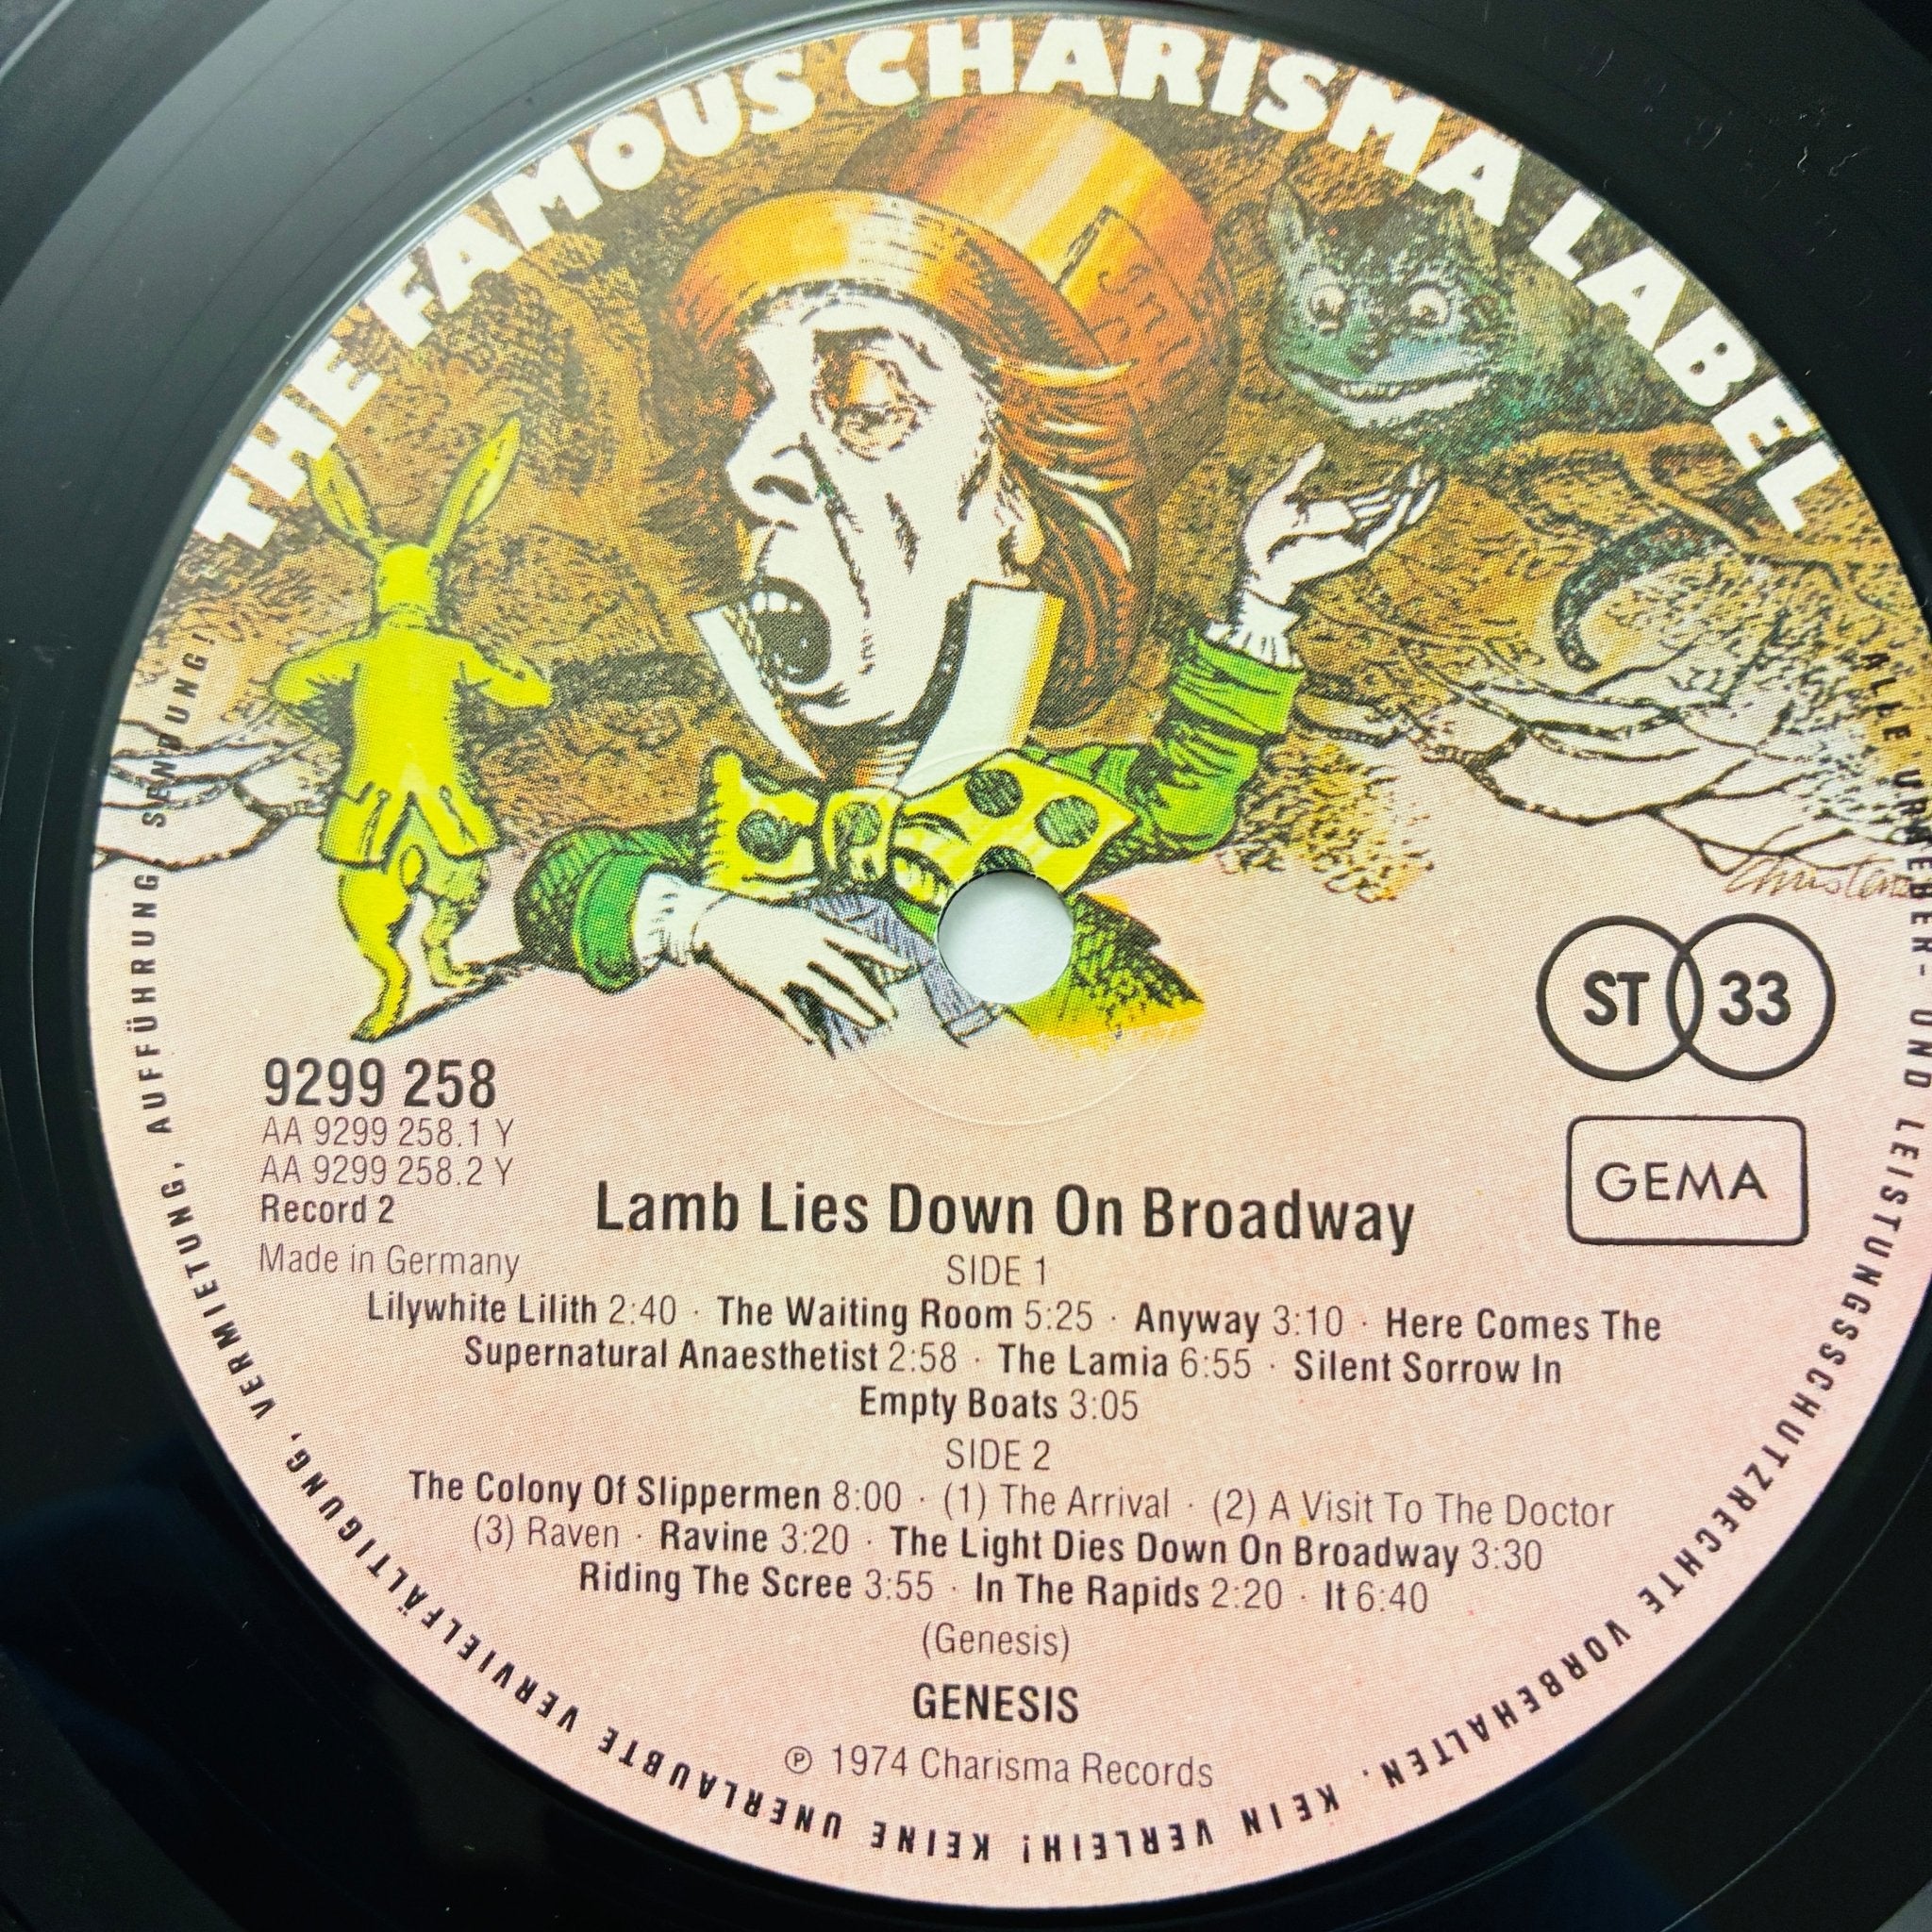 THE FAMOUS CHARISMA LABEL
ST 33
GEMA
9299 258
AA 9299 258.1 Y
AA 9299 258.2 Y
Record 2
Made in Germany
Lamb Lies Down On Broadway
SIDE 1
Lilywhite Lilith 2:40 · The Waiting Room 5:25 · Anyway 3:10 · Here Comes The
Supernatural Anaesthetist 2:58 · The Lamia 6:55 · Silent Sorrow In
Empty Boats 3:05
SIDE 2
The Colony Of Slippermen 8:00 · (1) The Arrival · (2) A Visit To The Doctor
(3) Raven · Ravine 3:20 · The Light Dies Down On Broadway 3:30
Riding The Scree 3:55 · In The Rapids 2:20 · It 6:40
(Genesis)
GENESIS
℗ 1974 Charisma Records
ALLE URHEBER- UND LEISTUNGSSCHUTZRECHTE VORBEHALTEN. KEIN VERLEIH! KEINE UNERLAUBTE VERVIELFÄLTIGUNG, VERMIETUNG, AUFFÜHRUNG, SENDUNG!